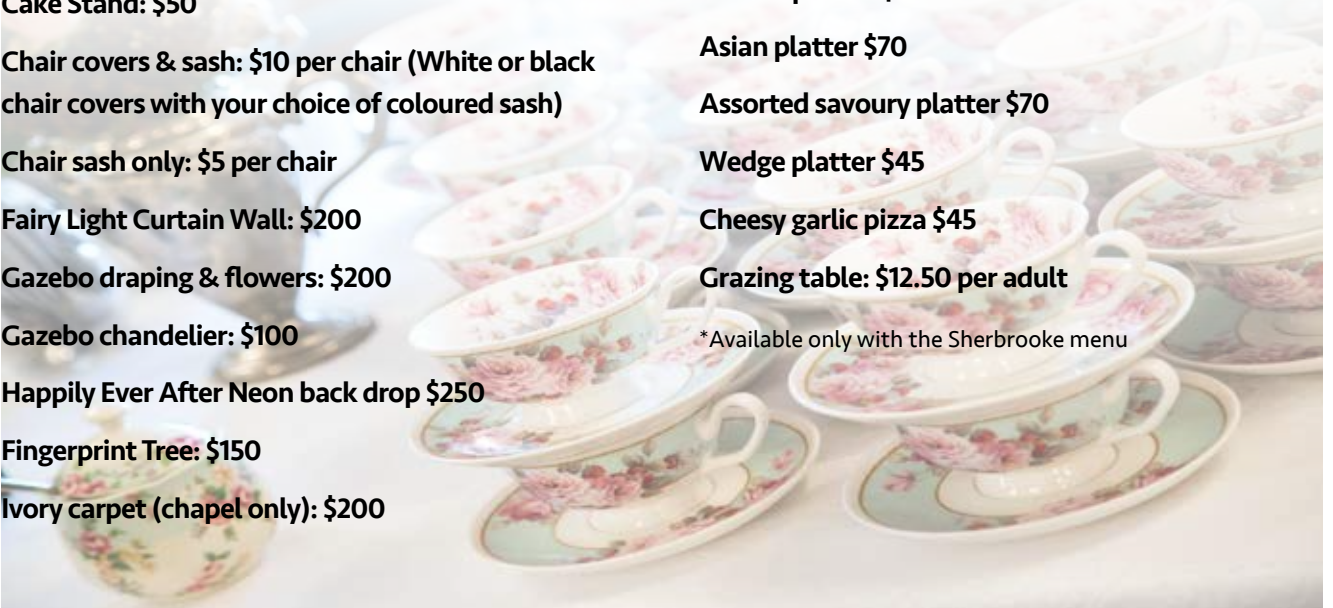 Cake Stand: $50
Chair covers & sash: $10 per chair (White or black
chair covers with your choice of coloured sash)
Chair sash only: $5 per chair
Fairy Light Curtain Wall: $200
Gazebo draping & flowers: $200
Gazebo chandelier: $100
Happily Ever After Neon back drop $250
Fingerprint Tree: $150
Ivory carpet (chapel only): $200
Asian platter $70
Assorted savoury platter $70
Wedge platter $45
Cheesy garlic pizza $45
Grazing table: $12.50 per adult
*Available only with the Sherbrooke menu